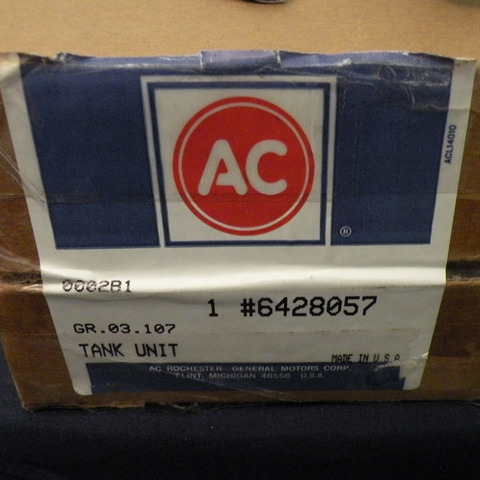 AC
®
ACL14010
0002B1
1 #6428057
GR.03.107
TANK UNIT
MADE IN U.S.A
AC ROCHESTER GENERAL MOTORS CORP.
FLINT, MICHIGAN 48556 U.S.A.